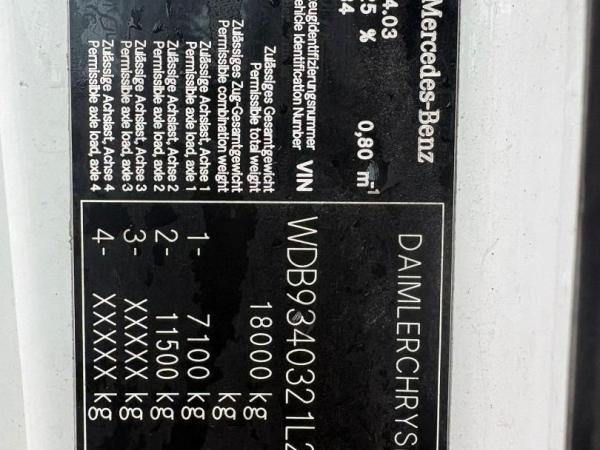 Mercedes-Benz
4.03
25 %
14
0,80 m⁻¹
DAIMLERCHRYS
zeugidentifizierungsnummer
ehicle Identification Number VIN
WDB9340321L2
Zulässiges Gesamtgewicht
Permissible total weight
18000 kg
Zulässiges Zug-Gesamtgewicht
Permissible combination weight
kg
Zulässige Achslast, Achse 1
Permissible axle load, axle 1
1- 7100 kg
Zulässige Achslast, Achse 2
Permissible axle load, axle 2
2- 11500 kg
Zulässige Achslast, Achse 3
Permissible axle load, axle 3
3- XXXXX kg
Zulässige Achslast, Achse 4
Permissible axle load, axle 4
4- XXXXX kg